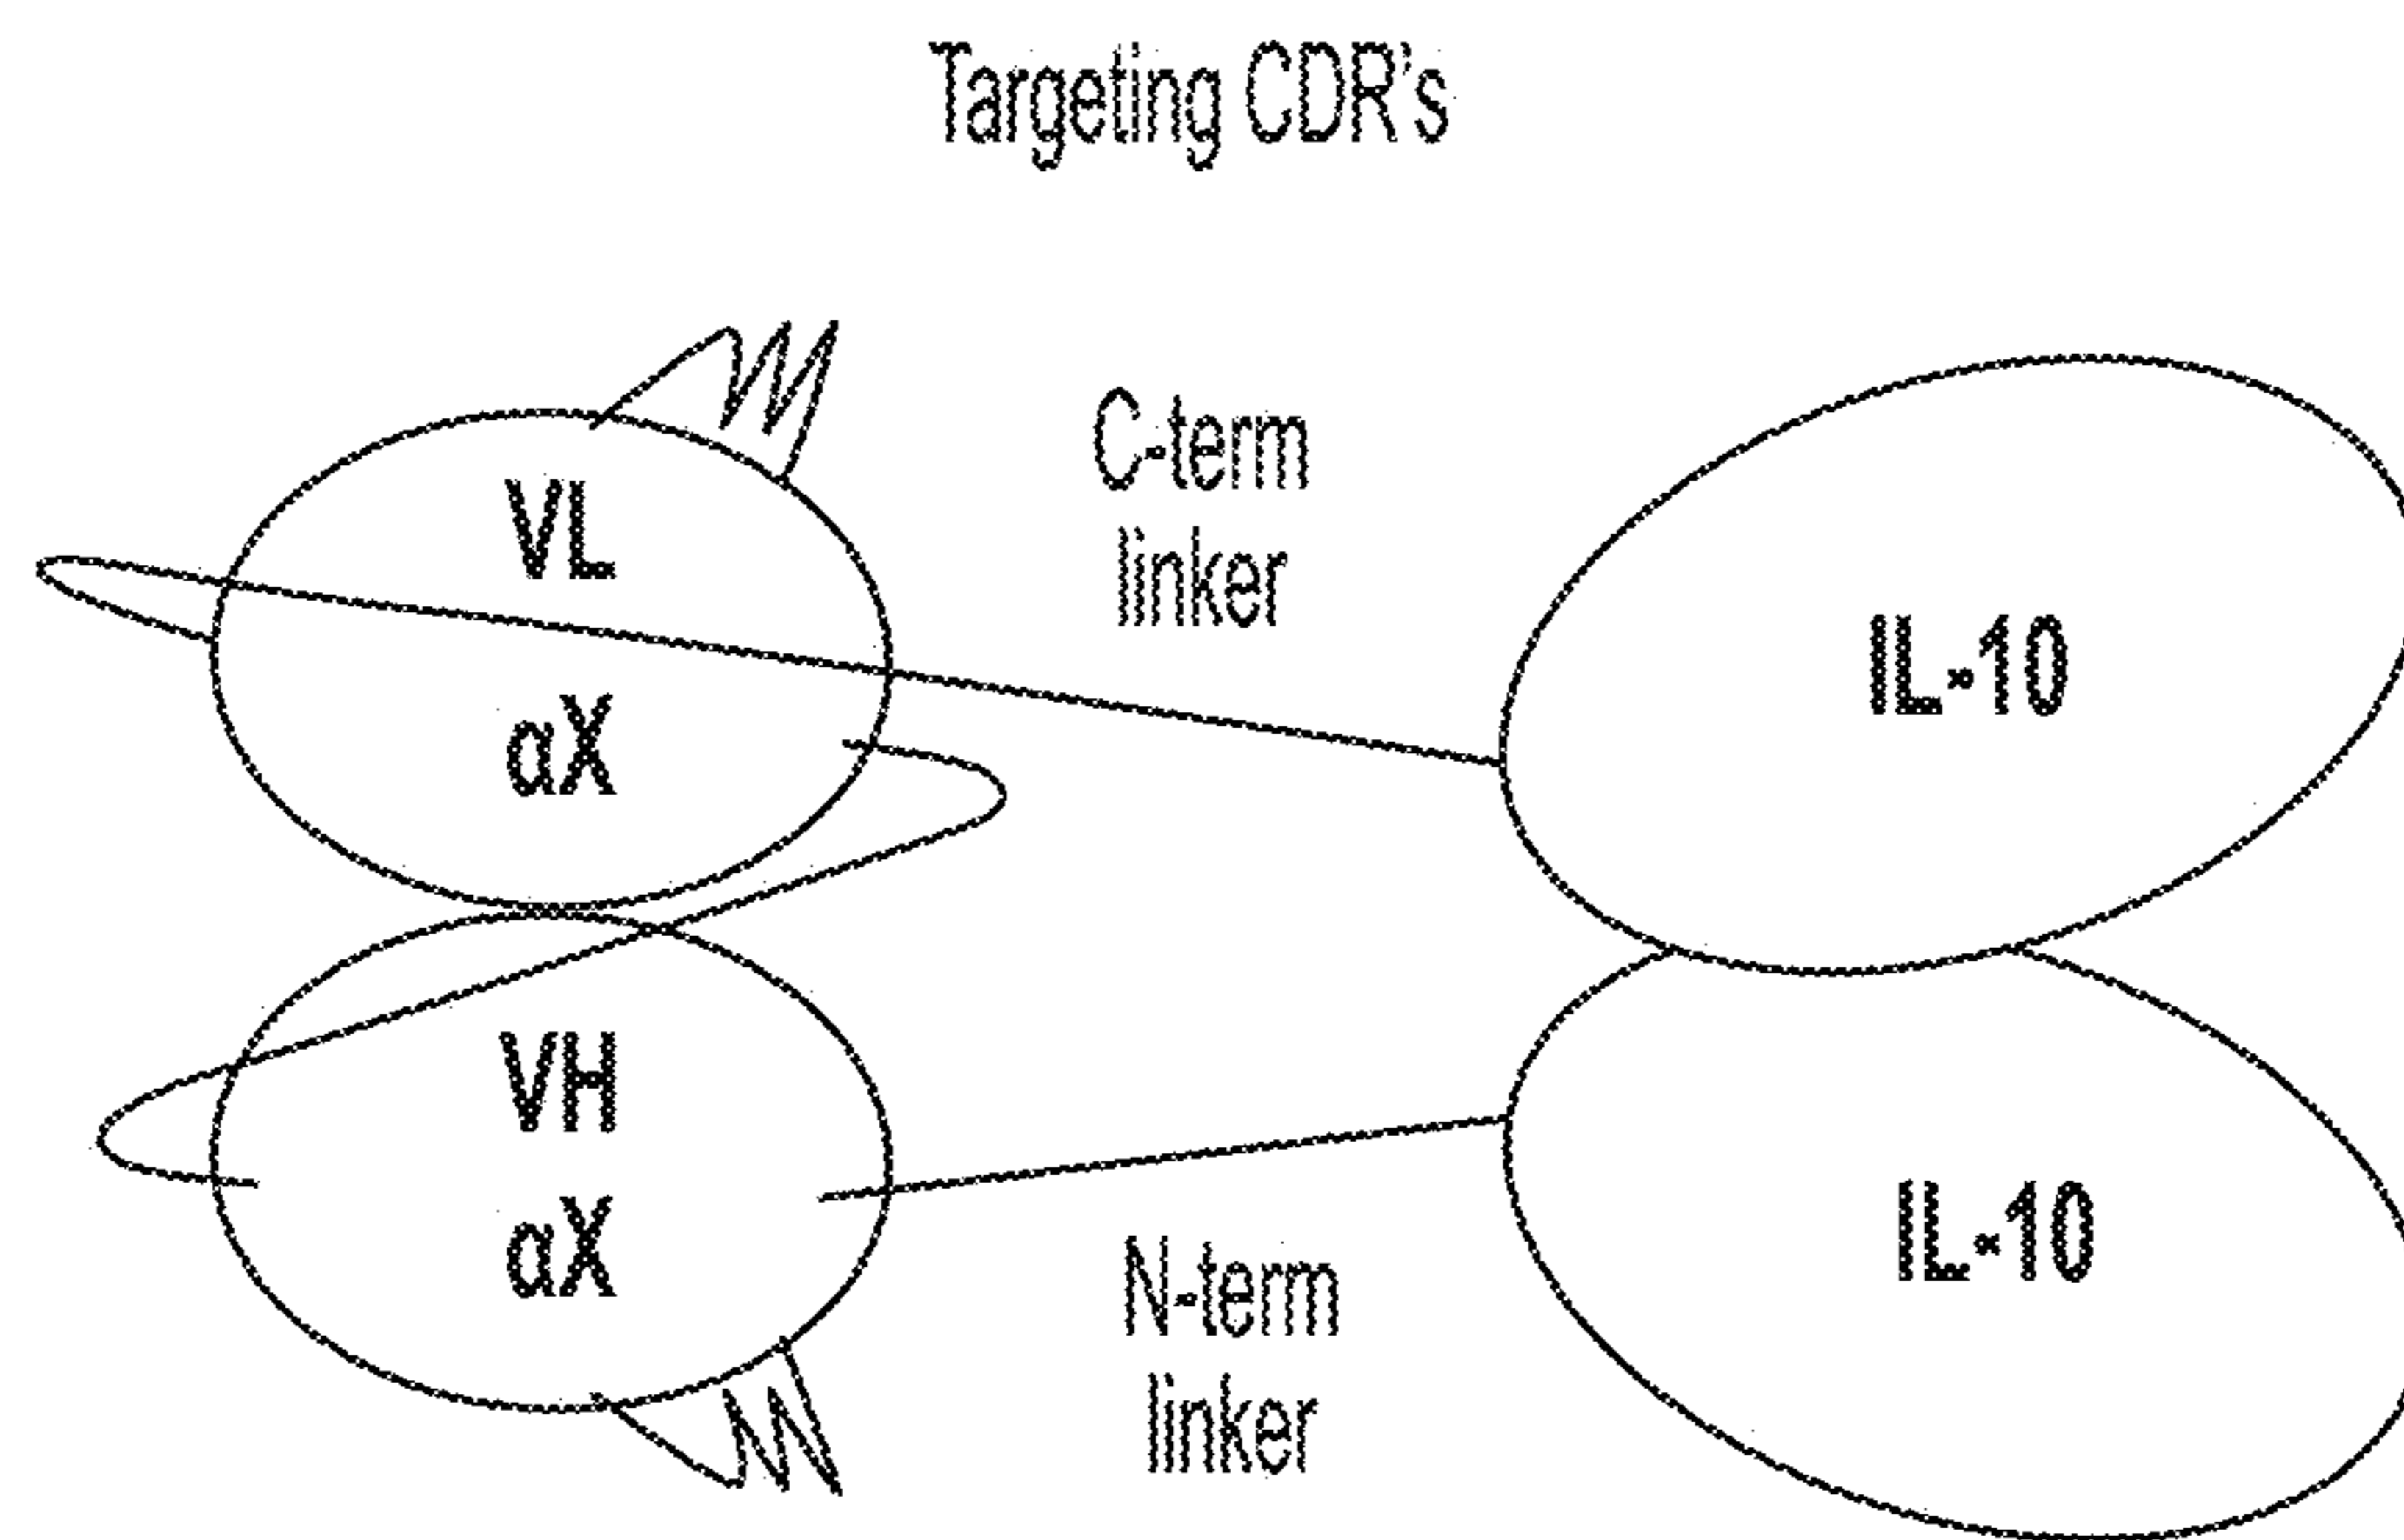 Targeting CDR's
C-term
linker
VL
αX
IL-10
VH
αX
IL-10
N-term
linker